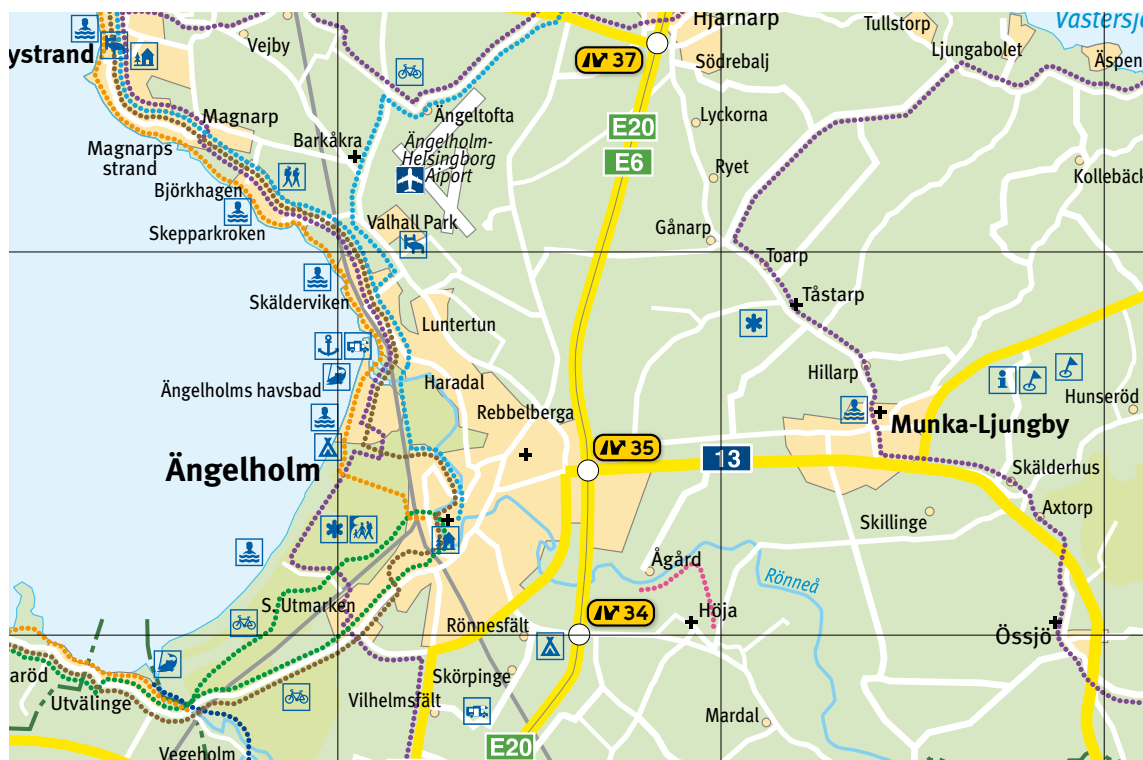 Hjärnarp
Tullstorp
Västersj
Vejby
ystrand
37
Södrebalj
Ljungabolet
Äspen
Magnarp
Ängeltofta
E20
Lyckorna
Barkåkra
Ängelholm-
Helsingborg
Aiport
Magnarps
strand
E6
Ryet
Kollebäck
Björkhagen
Valhall Park
Skepparkroken
Gånarp
Toarp
Skälderviken
Tåstarp
Luntertun
Hillarp
Ängelholms havsbad
Haradal
Hunseröd
Rebbelberga
Munka-Ljungby
35
13
Ängelholm
Skälderhus
Axtorp
Skillinge
Ågård
Rönneå
S. Utmarken
34
Höja
Rönnesfält
Össjö
aröd
Skörpinge
Utvälinge
Vilhelmsfält
Mardal
E20
Vegeholm